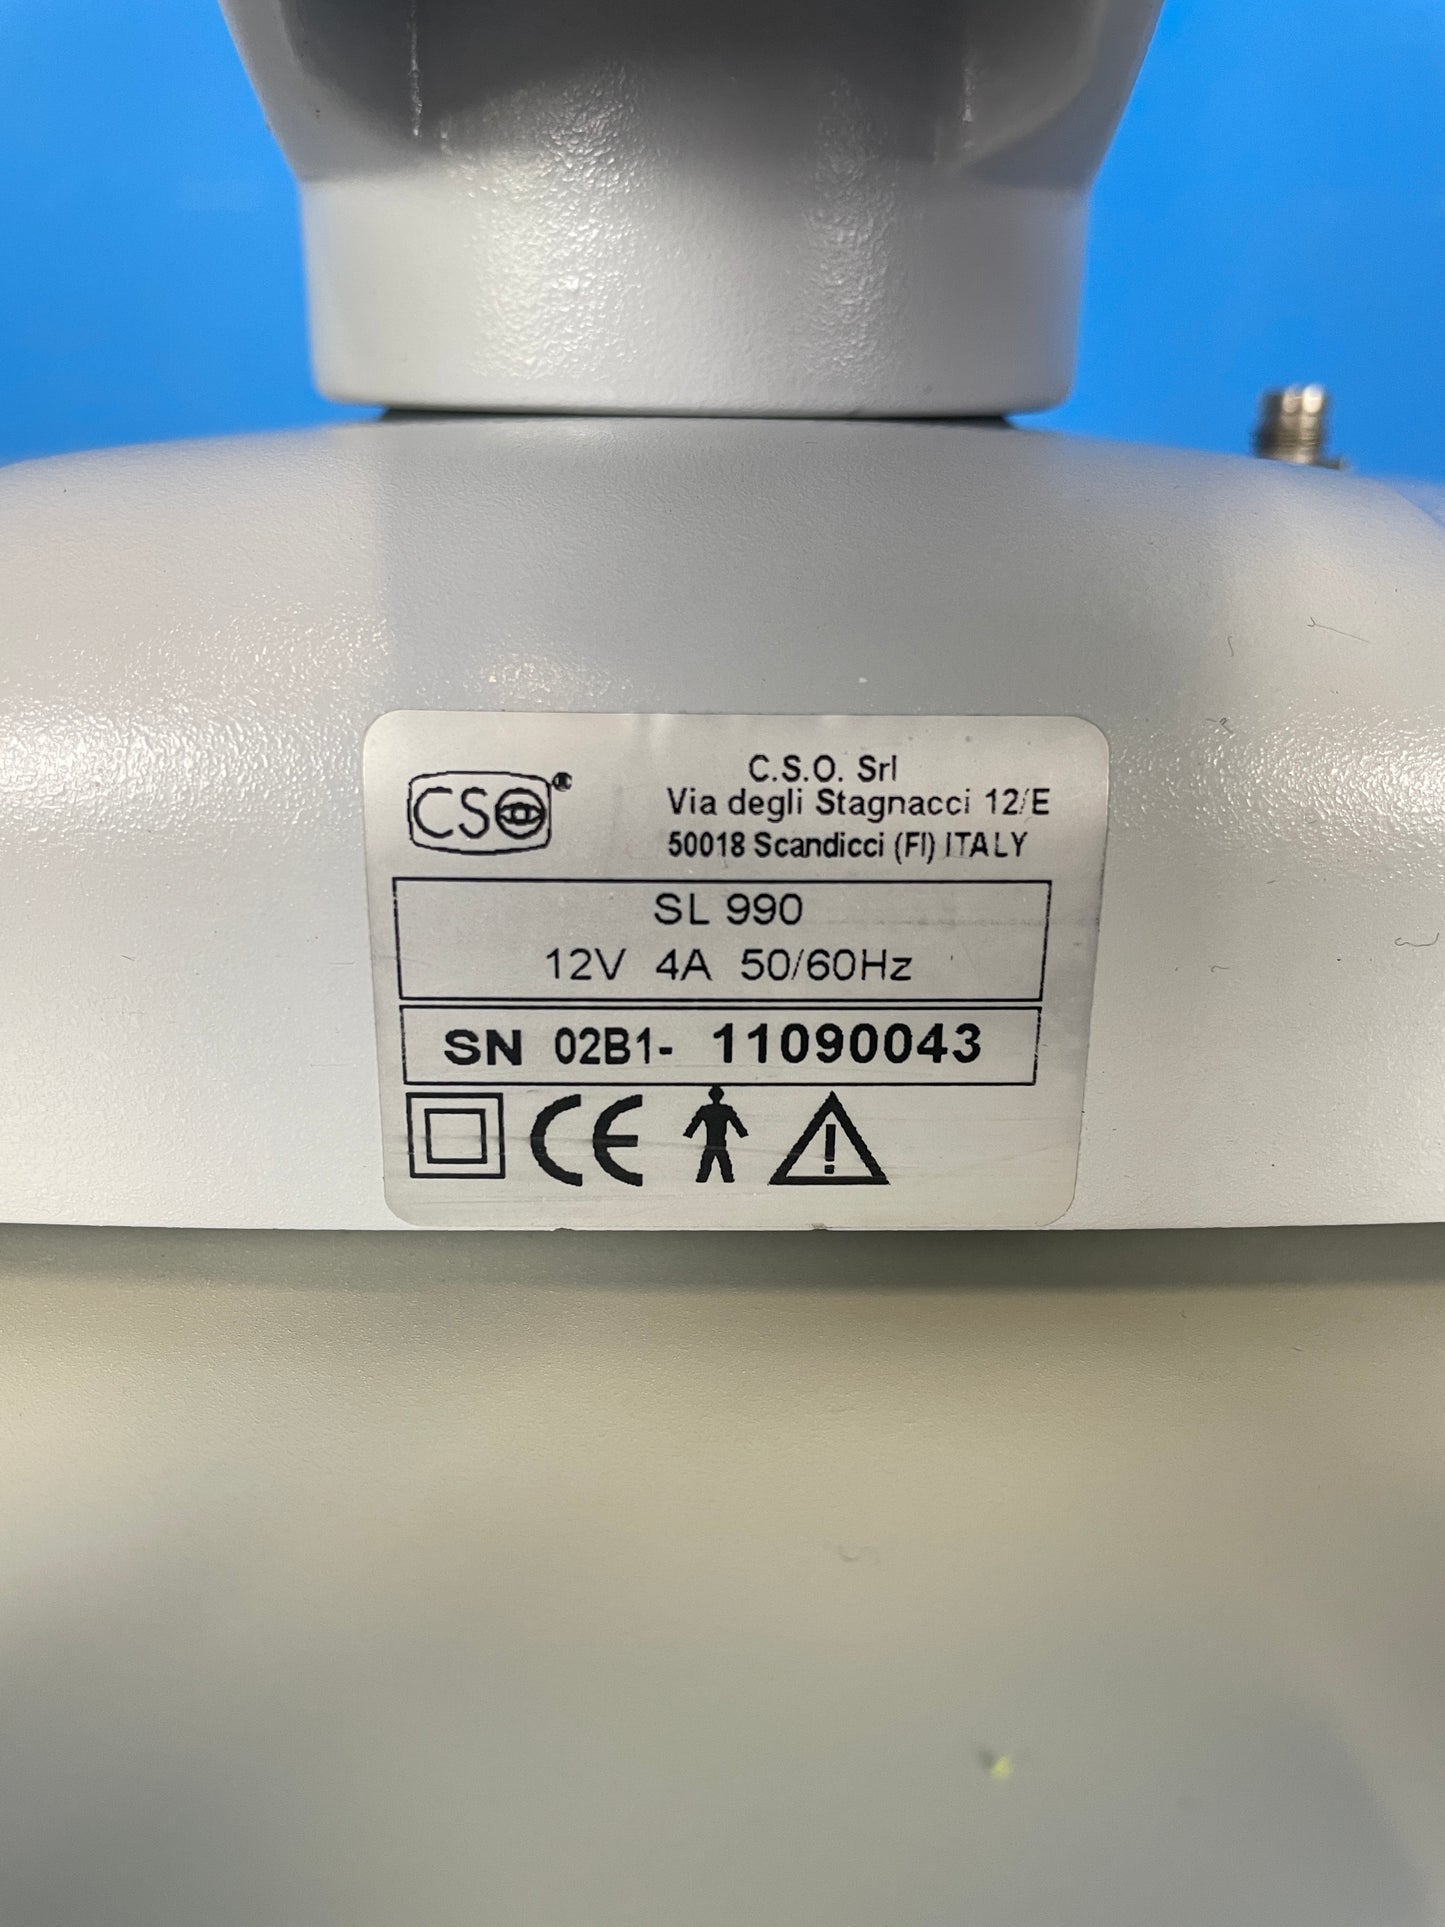 CSO®
C.S.O. Srl
Via degli Stagnacci 12/E
50018 Scandicci (FI) ITALY
SL 990
12V 4A 50/60Hz
SN 02B1- 11090043
CE